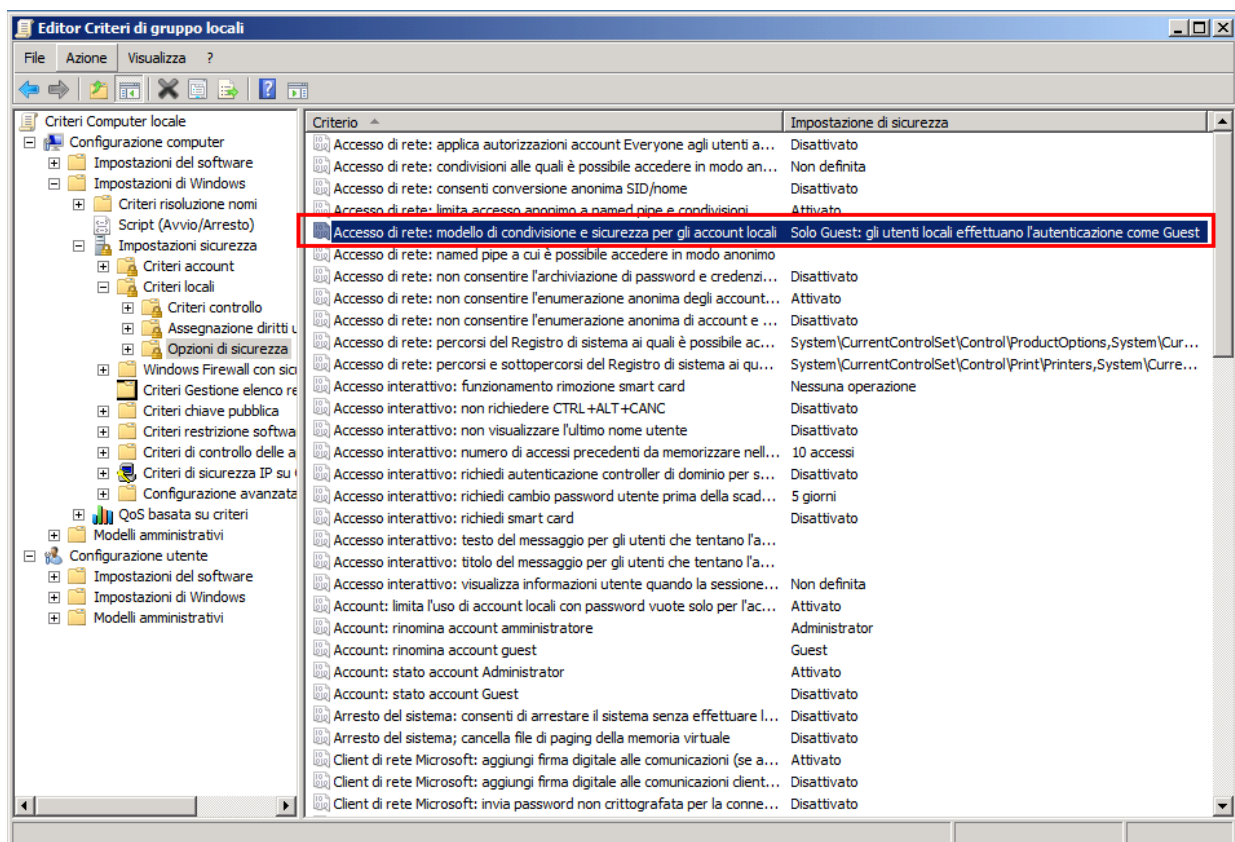 Editor Criteri di gruppo locali
File Azione Visualizza ?
Criteri Computer locale
Configurazione computer
Impostazioni del software
Impostazioni di Windows
Criteri risoluzione nomi
Script (Avvio/Arresto)
Impostazioni sicurezza
Criteri account
Criteri locali
Criteri controllo
Assegnazione diritti u
Opzioni di sicurezza
Windows Firewall con sic
Criteri Gestione elenco re
Criteri chiave pubblica
Criteri restrizione softwa
Criteri di controllo delle a
Criteri di sicurezza IP su
Configurazione avanzata
QoS basata su criteri
Modelli amministrativi
Configurazione utente
Impostazioni del software
Impostazioni di Windows
Modelli amministrativi
Criterio Impostazione di sicurezza
Accesso di rete: applica autorizzazioni account Everyone agli utenti a... Disattivato
Accesso di rete: condivisioni alle quali è possibile accedere in modo an... Non definita
Accesso di rete: consenti conversione anonima SID/nome Disattivato
Accesso di rete: limita accesso anonimo a named pipe e condivisioni Attivato
Accesso di rete: modello di condivisione e sicurezza per gli account locali Solo Guest: gli utenti locali effettuano l'autenticazione come Guest
Accesso di rete: named pipe a cui è possibile accedere in modo anonimo
Accesso di rete: non consentire l'archiviazione di password e credenzi... Disattivato
Accesso di rete: non consentire l'enumerazione anonima degli account... Attivato
Accesso di rete: non consentire l'enumerazione anonima di account e ... Disattivato
Accesso di rete: percorsi del Registro di sistema ai quali è possibile ac... System\CurrentControlSet\Control\ProductOptions,System\Cur...
Accesso di rete: percorsi e sottopercorsi del Registro di sistema ai qu... System\CurrentControlSet\Control\Print\Printers,System\Curre...
Accesso interattivo: funzionamento rimozione smart card Nessuna operazione
Accesso interattivo: non richiedere CTRL+ALT+CANC Disattivato
Accesso interattivo: non visualizzare l'ultimo nome utente Disattivato
Accesso interattivo: numero di accessi precedenti da memorizzare nell... 10 accessi
Accesso interattivo: richiedi autenticazione controller di dominio per s... Disattivato
Accesso interattivo: richiedi cambio password utente prima della scad... 5 giorni
Accesso interattivo: richiedi smart card Disattivato
Accesso interattivo: testo del messaggio per gli utenti che tentano l'a...
Accesso interattivo: titolo del messaggio per gli utenti che tentano l'a...
Accesso interattivo: visualizza informazioni utente quando la sessione... Non definita
Account: limita l'uso di account locali con password vuote solo per l'ac... Attivato
Account: rinomina account amministratore Administrator
Account: rinomina account guest Guest
Account: stato account Administrator Attivato
Account: stato account Guest Disattivato
Arresto del sistema: consenti di arrestare il sistema senza effettuare l... Disattivato
Arresto del sistema; cancella file di paging della memoria virtuale Disattivato
Client di rete Microsoft: aggiungi firma digitale alle comunicazioni (se a... Attivato
Client di rete Microsoft: aggiungi firma digitale alle comunicazioni client... Disattivato
Client di rete Microsoft: invia password non crittografata per la conne... Disattivato